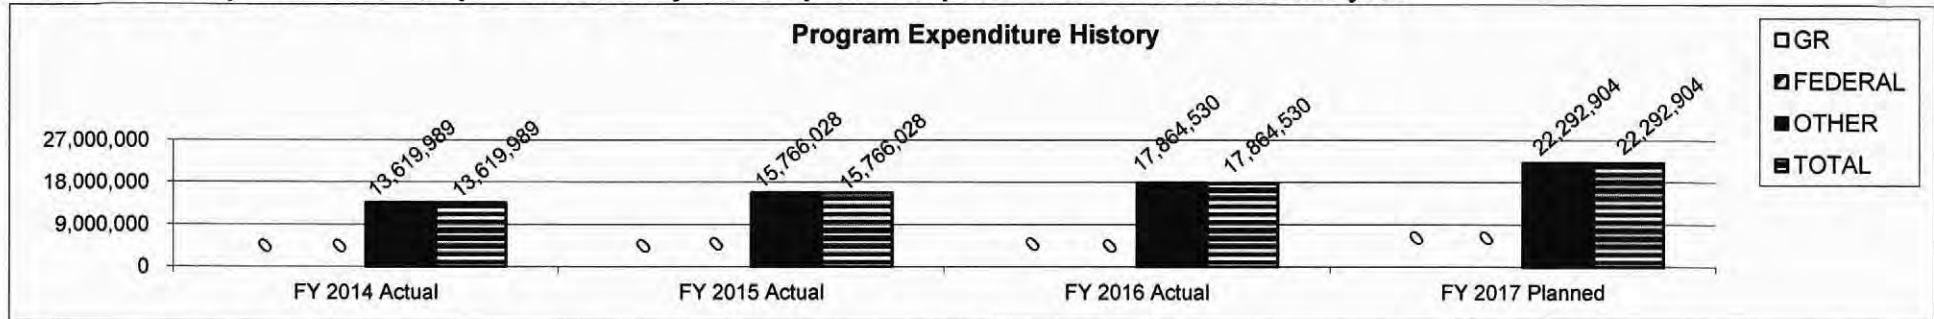 Program Expenditure History
GR
FEDERAL
OTHER
TOTAL
27,000,000
18,000,000
9,000,000
0
0
0
13,619,989
13,619,989
0
0
15,766,028
15,766,028
0
0
17,864,530
17,864,530
0
0
22,292,904
22,292,904
FY 2014 Actual
FY 2015 Actual
FY 2016 Actual
FY 2017 Planned